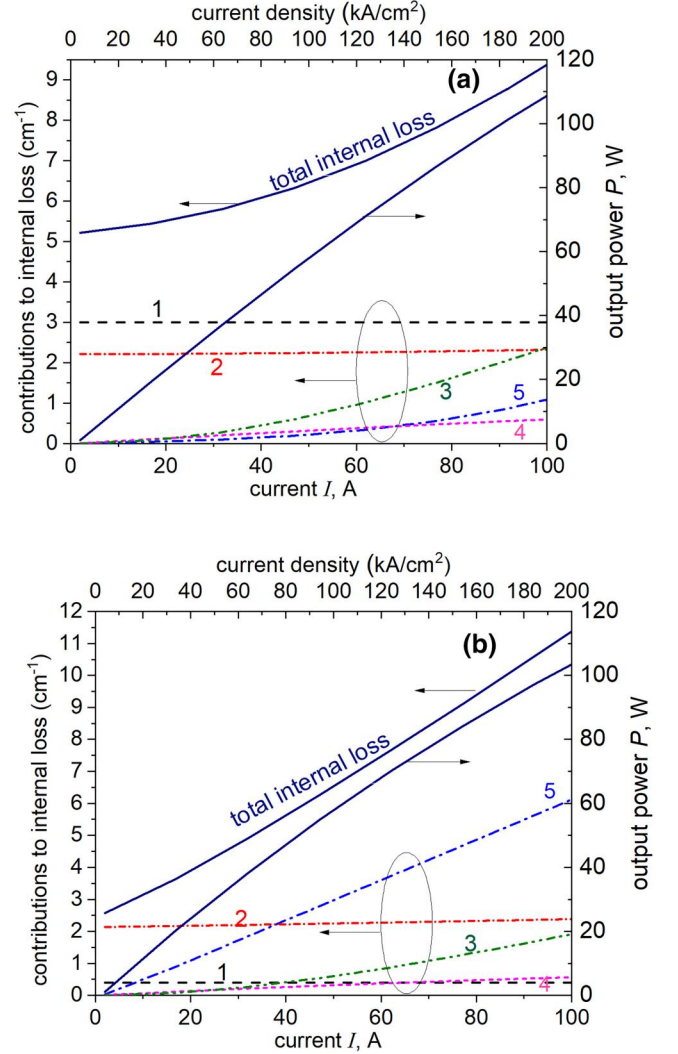 current density (kA/cm²)
0 20 40 60 80 100 120 140 160 180 200
(a)
contributions to internal loss (cm⁻¹)
9
8
7
6
5
4
3
2
1
0
total internal loss
1
2
3
5
4
output power P, W
120
100
80
60
40
20
0
0 20 40 60 80 100
current I, A
current density (kA/cm²)
0 20 40 60 80 100 120 140 160 180 200
(b)
contributions to internal loss (cm⁻¹)
12
11
10
9
8
7
6
5
4
3
2
1
0
total internal loss
5
2
3
1
4
output power P, W
120
100
80
60
40
20
0
0 20 40 60 80 100
current I, A